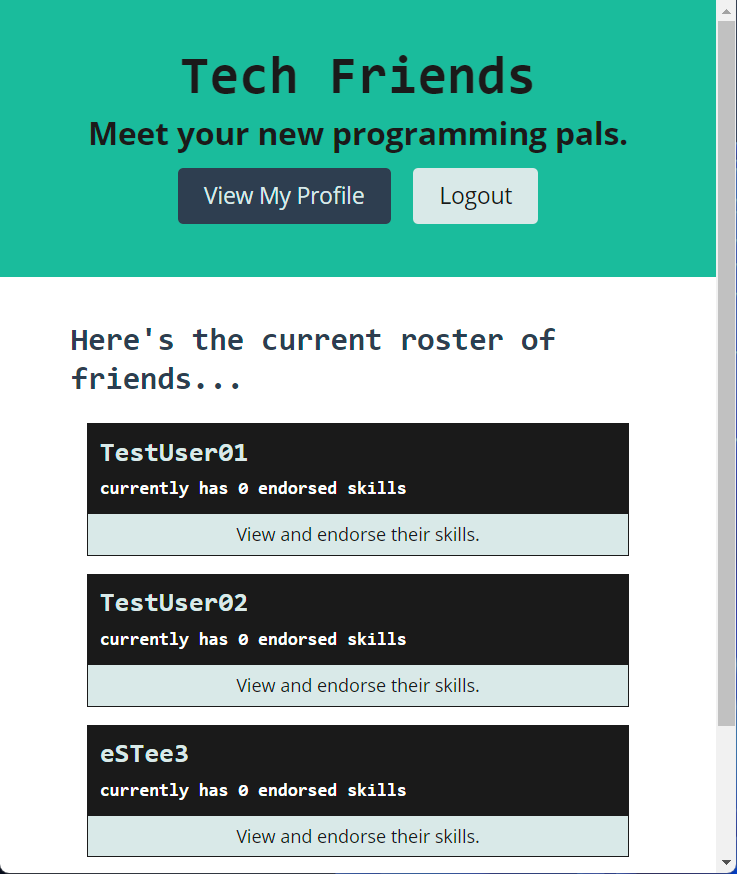 Tech Friends
Meet your new programming pals.
View My Profile
Logout
Here's the current roster of
friends...
TestUser01
currently has 0 endorsed skills
View and endorse their skills.
TestUser02
currently has 0 endorsed skills
View and endorse their skills.
eSTee3
currently has 0 endorsed skills
View and endorse their skills.